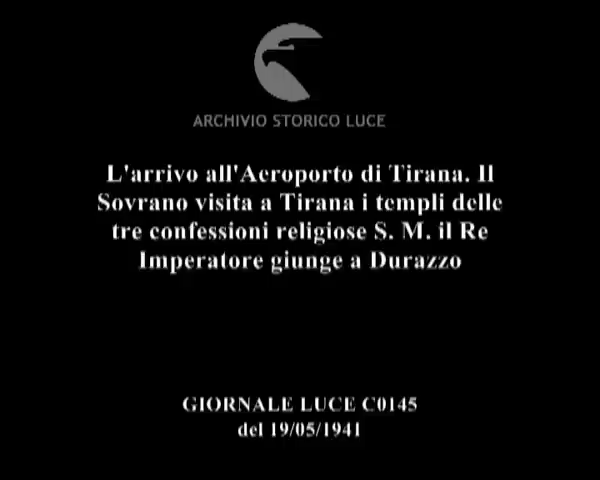 ARCHIVIO STORICO LUCE
L'arrivo all'Aeroporto di Tirana. Il
Sovrano visita a Tirana i templi delle
tre confessioni religiose S. M. il Re
Imperatore giunge a Durazzo
GIORNALE LUCE C0145
del 19/05/1941